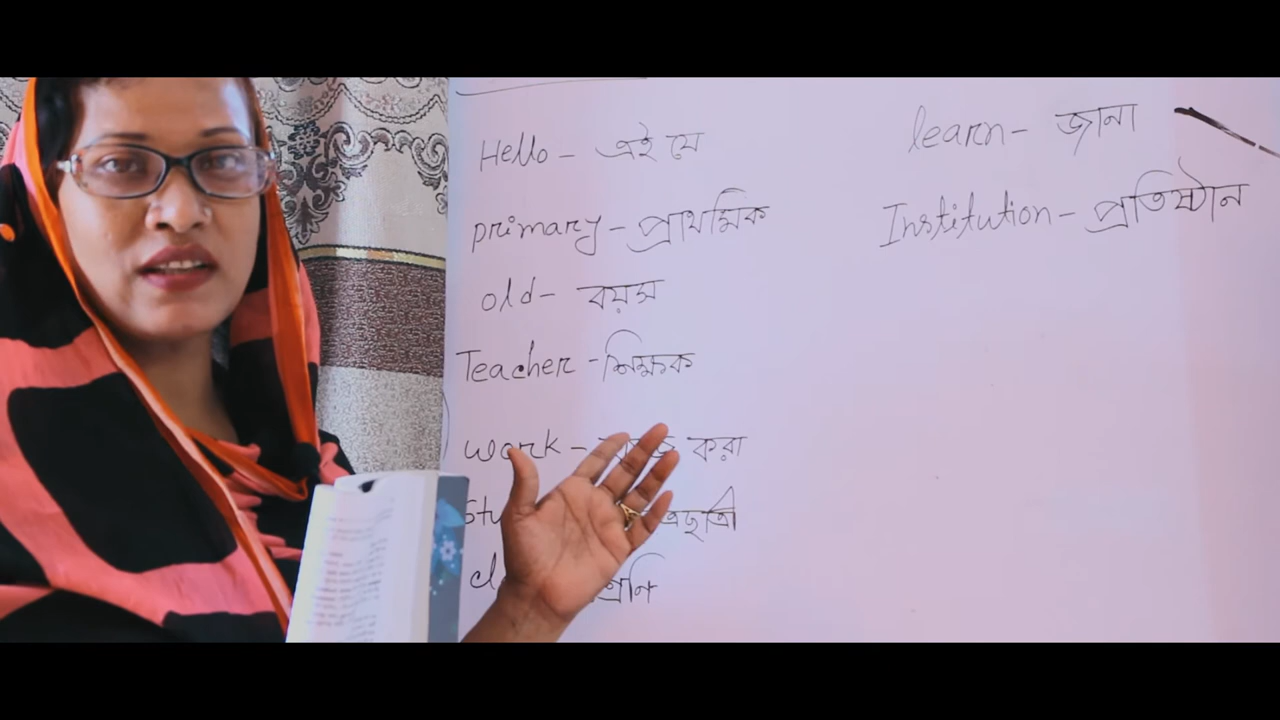 Hello - এই যে
primary - প্রাথমিক
old - বয়স
Teacher - শিক্ষক
work - করা
learn - জানা
Institution - প্রতিষ্ঠান